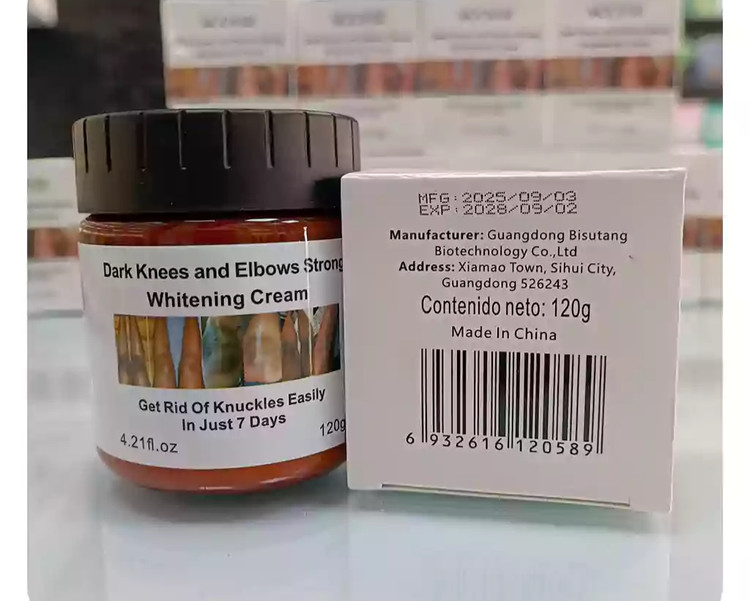 Dark Knees and Elbows Strong
Whitening Cream
Get Rid Of Knuckles Easily
In Just 7 Days
4.21fl.oz
120g
MFG:2025/09/03
EXP:2028/09/02
Manufacturer: Guangdong Bisutang
Biotechnology Co.,Ltd
Address: Xiamao Town, Sihui City,
Guangdong 526243
Contenido neto: 120g
Made In China
6 932616 120589